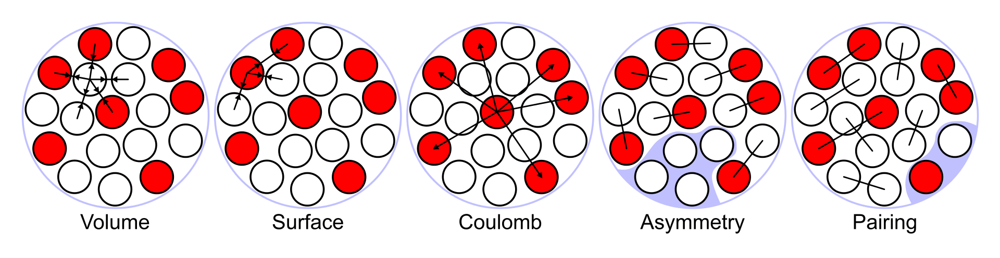 Volume
Surface
Coulomb
Asymmetry
Pairing